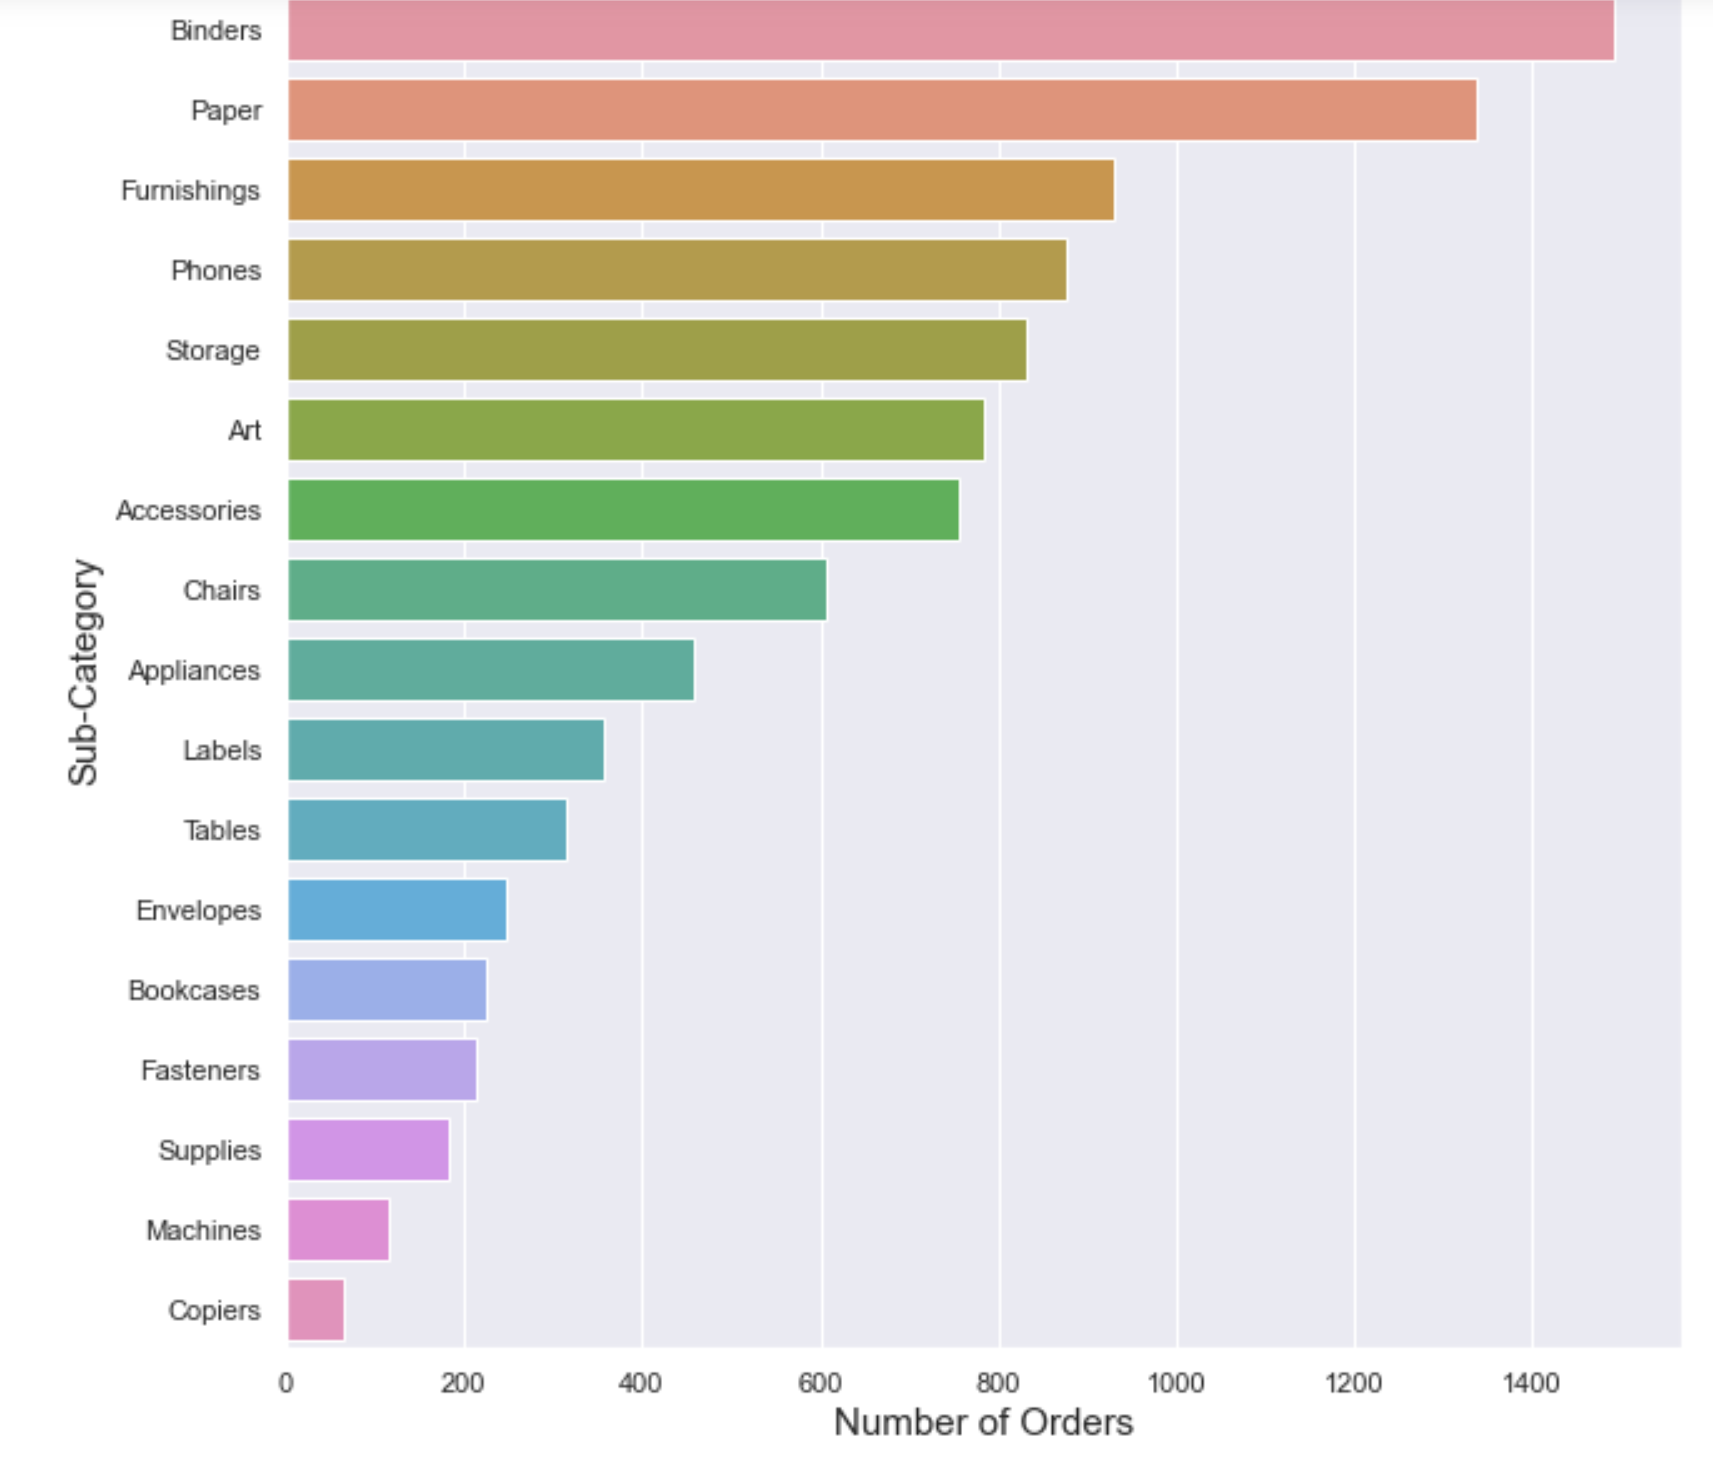 Binders
Paper
Furnishings
Phones
Storage
Art
Accessories
Chairs
Appliances
Labels
Tables
Envelopes
Bookcases
Fasteners
Supplies
Machines
Copiers
Sub-Category
0 200 400 600 800 1000 1200 1400
Number of Orders